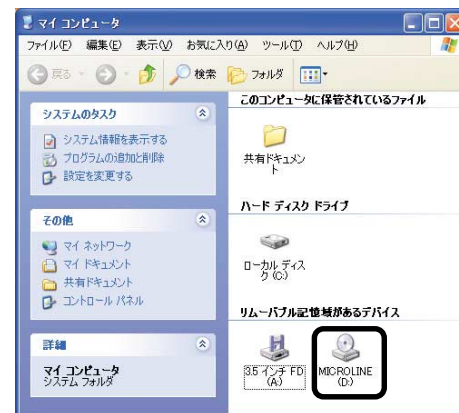 マイ コンピュータ
ファイル(F) 編集(E) 表示(V) お気に入り(A) ツール(T) ヘルプ(H)
戻る 検索 フォルダ
システムのタスク
システム情報を表示する
プログラムの追加と削除
設定を変更する
その他
マイ ネットワーク
マイ ドキュメント
共有ドキュメント
コントロール パネル
詳細
マイ コンピュータ
システム フォルダ
このコンピュータに保管されているファイル
共有ドキュメン
ト
ハード ディスク ドライブ
ローカル ディス
ク (C:)
リムーバブル記憶域があるデバイス
3.5 インチ FD
(A:)
MICROLINE
(D:)